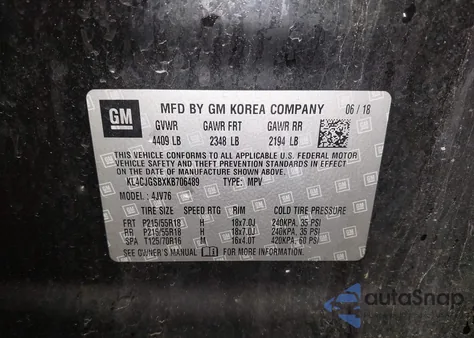 GM
MFD BY GM KOREA COMPANY 06 / 18
GVWR GAWR FRT GAWR RR
4409 LB 2348 LB 2194 LB
THIS VEHICLE CONFORMS TO ALL APPLICABLE U.S. FEDERAL MOTOR
VEHICLE SAFETY AND THEFT PREVENTION STANDARDS IN EFFECT
ON THE DATE OF MANUFACTURE SHOWN ABOVE.
KL4CJGSBXKB706489 TYPE: MPV
MODEL: 4JV76
TIRE SIZE SPEED RTG RIM COLD TIRE PRESSURE
FRT P215/55R18 H 18x7.0J 240KPA, 35 PSI
RR P215/55R18 H 18x7.0J 240KPA, 35 PSI
SPA T125/70R16 M 16x4.0T 420KPA, 60 PSI
SEE OWNER'S MANUAL FOR MORE INFORMATION.
autoSnap